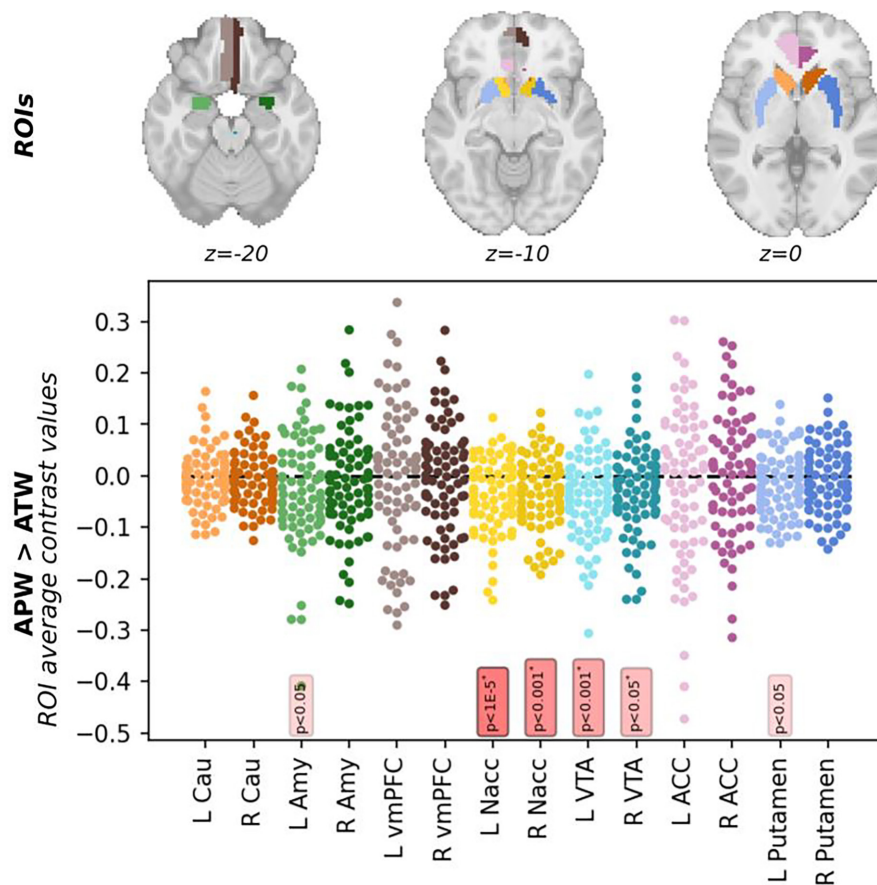 ROIs
z=-20
z=-10
z=0
APW > ATW
ROI average contrast values
0.3
0.2
0.1
0.0
−0.1
−0.2
−0.3
−0.4
−0.5
p<0.05
p<1E-5*
p<0.001*
p<0.001*
p<0.05*
p<0.05
L Cau
R Cau
L Amy
R Amy
L vmPFC
R vmPFC
L Nacc
R Nacc
L VTA
R VTA
L ACC
R ACC
L Putamen
R Putamen